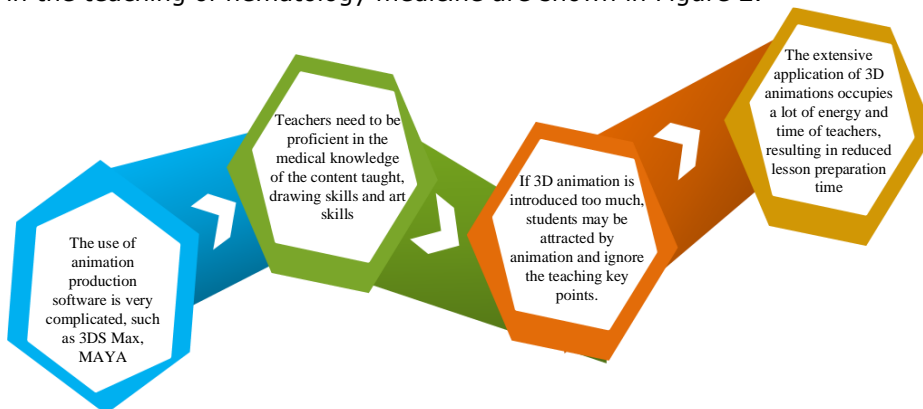 in the teaching of hematology medicine are shown in Figure 2.
The use of
animation
production
software is very
complicated, such
as 3DS Max,
MAYA
Teachers need to be
proficient in the
medical knowledge
of the content taught,
drawing skills and art
skills
If 3D animation is
introduced too much,
students may be
attracted by
animation and ignore
the teaching key
points.
The extensive
application of 3D
animations occupies
a lot of energy and
time of teachers,
resulting in reduced
lesson preparation
time